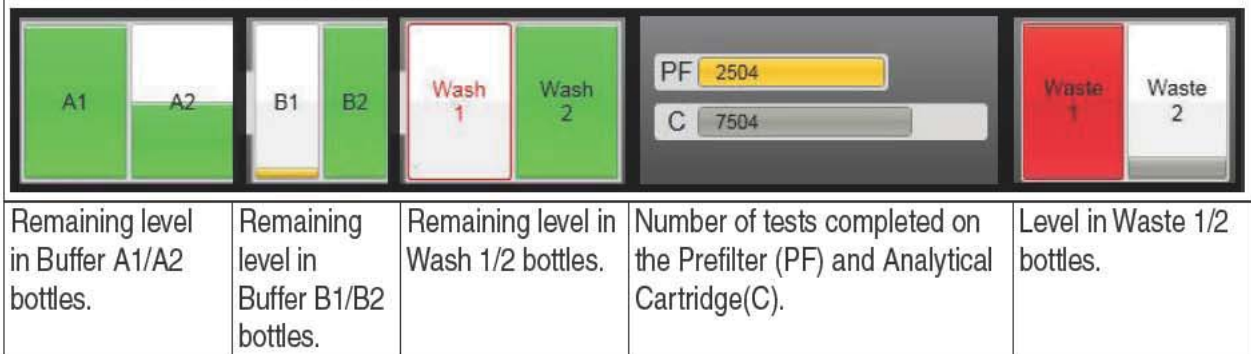 A1 A2 B1 B2 Wash 1 Wash 2 PF 2504 C 7504 Waste 1 Waste 2
Remaining level
in Buffer A1/A2
bottles.
Remaining
level in
Buffer B1/B2
bottles.
Remaining level in
Wash 1/2 bottles.
Number of tests completed on
the Prefilter (PF) and Analytical
Cartridge(C).
Level in Waste 1/2
bottles.